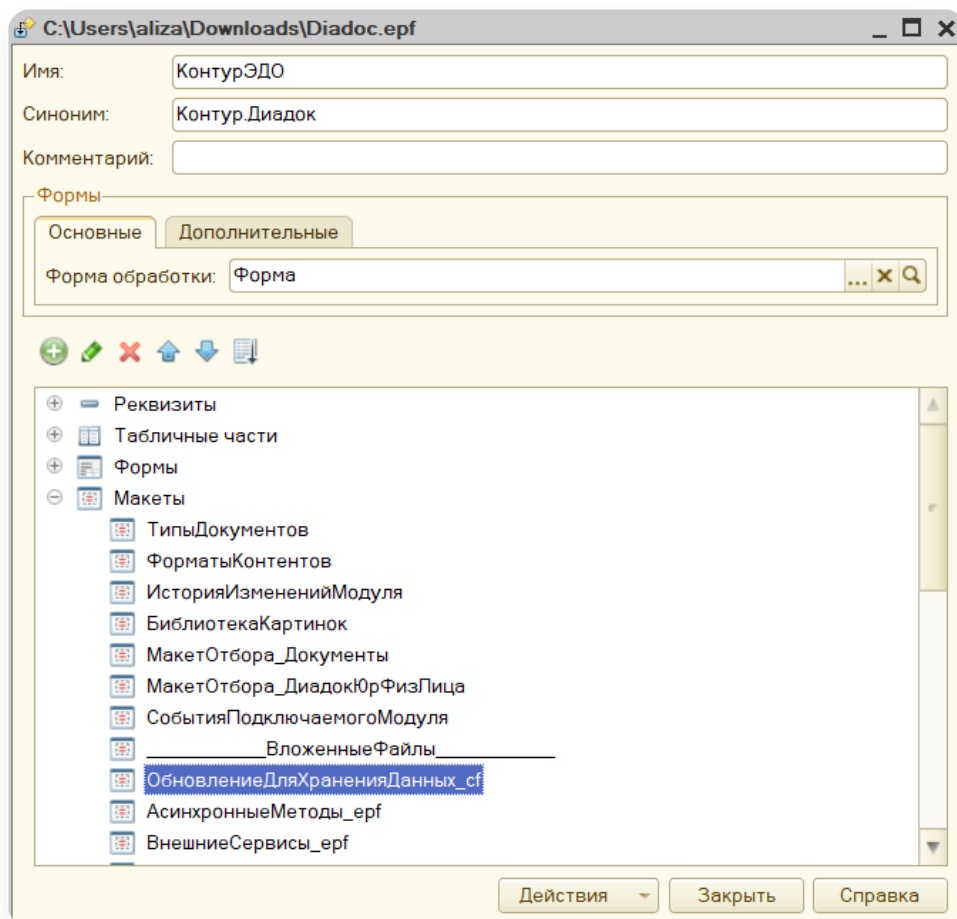 C:\Users\aliza\Downloads\Diadoc.epf
Имя: КонтурЭДО
Синоним: Контур.Диадок
Комментарий:
Формы
Основные Дополнительные
Форма обработки: Форма
Реквизиты
Табличные части
Формы
Макеты
ТипыДокументов
ФорматыКонтентов
ИсторияИзмененийМодуля
БиблиотекаКартинок
МакетОтбора_Документы
МакетОтбора_ДиадокЮрФизЛица
СобытияПодключаемогоМодуля
____________ВложенныеФайлы____________
ОбновлениеДляХраненияДанных_cf
АсинхронныеМетоды_epf
ВнешниеСервисы_epf
Действия Закрыть Справка